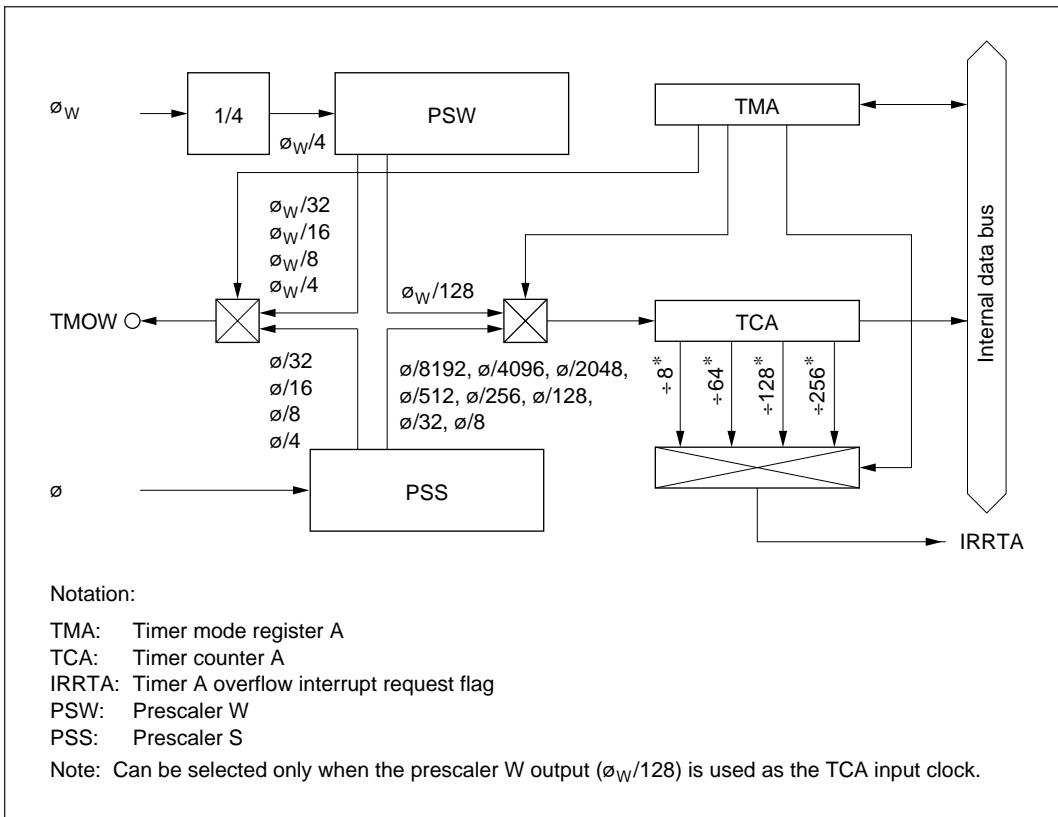 øW
1/4
PSW
TMA
øW/4
øW/32
øW/16
øW/8
øW/4
øW/128
TMOW
TCA
Internal data bus
ø/32
ø/16
ø/8
ø/4
ø/8192, ø/4096, ø/2048,
ø/512, ø/256, ø/128,
ø/32, ø/8
÷8*
÷64*
÷128*
÷256*
ø
PSS
IRRTA
Notation:
TMA: Timer mode register A
TCA: Timer counter A
IRRTA: Timer A overflow interrupt request flag
PSW: Prescaler W
PSS: Prescaler S
Note: Can be selected only when the prescaler W output (øW/128) is used as the TCA input clock.